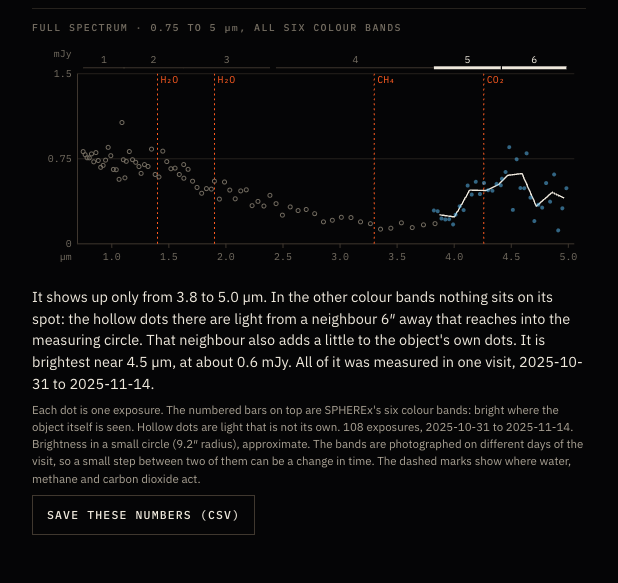 FULL SPECTRUM · 0.75 TO 5 µm, ALL SIX COLOUR BANDS
mJy
1 2 3 4 5 6
1.5
H₂O H₂O CH₄ CO₂
0.75
0
µm 1.0 1.5 2.0 2.5 3.0 3.5 4.0 4.5 5.0
It shows up only from 3.8 to 5.0 µm. In the other colour bands nothing sits on its
spot: the hollow dots there are light from a neighbour 6″ away that reaches into the
measuring circle. That neighbour also adds a little to the object's own dots. It is
brightest near 4.5 µm, at about 0.6 mJy. All of it was measured in one visit, 2025-10-
31 to 2025-11-14.
Each dot is one exposure. The numbered bars on top are SPHEREx's six colour bands: bright where the
object itself is seen. Hollow dots are light that is not its own. 108 exposures, 2025-10-31 to 2025-11-14.
Brightness in a small circle (9.2″ radius), approximate. The bands are photographed on different days of the
visit, so a small step between two of them can be a change in time. The dashed marks show where water,
methane and carbon dioxide act.
SAVE THESE NUMBERS (CSV)